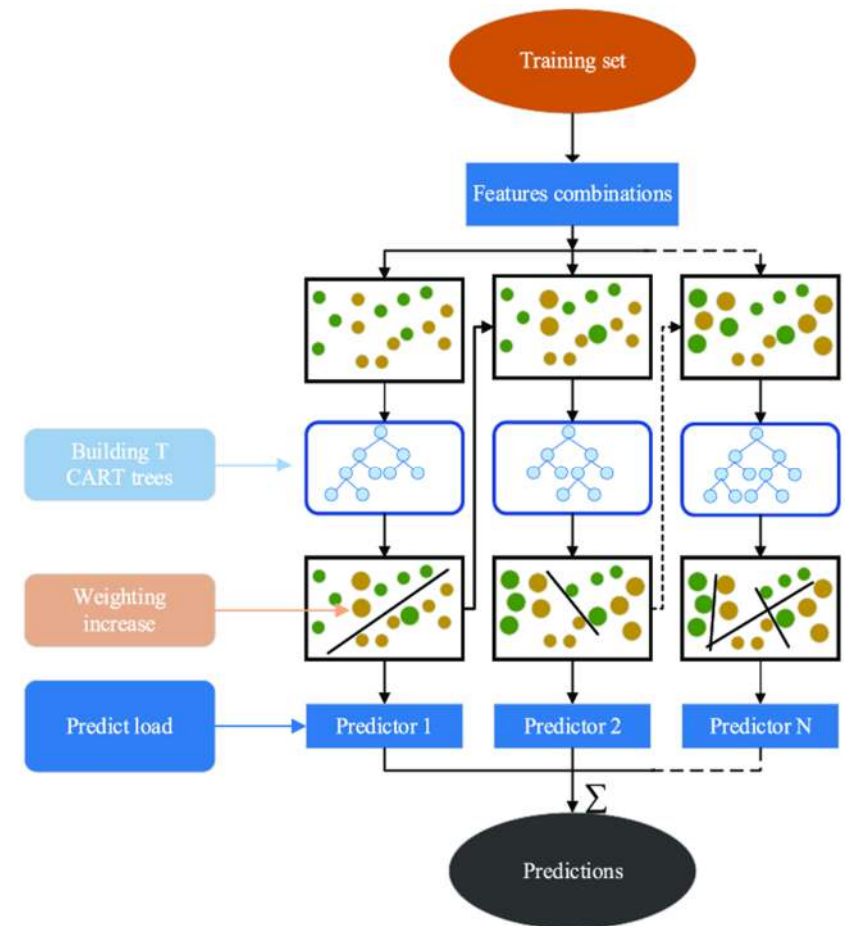 Training set
Features combinations
Building T
CART trees
Weighting
increase
Predict load
Predictor 1
Predictor 2
Predictor N
Σ
Predictions